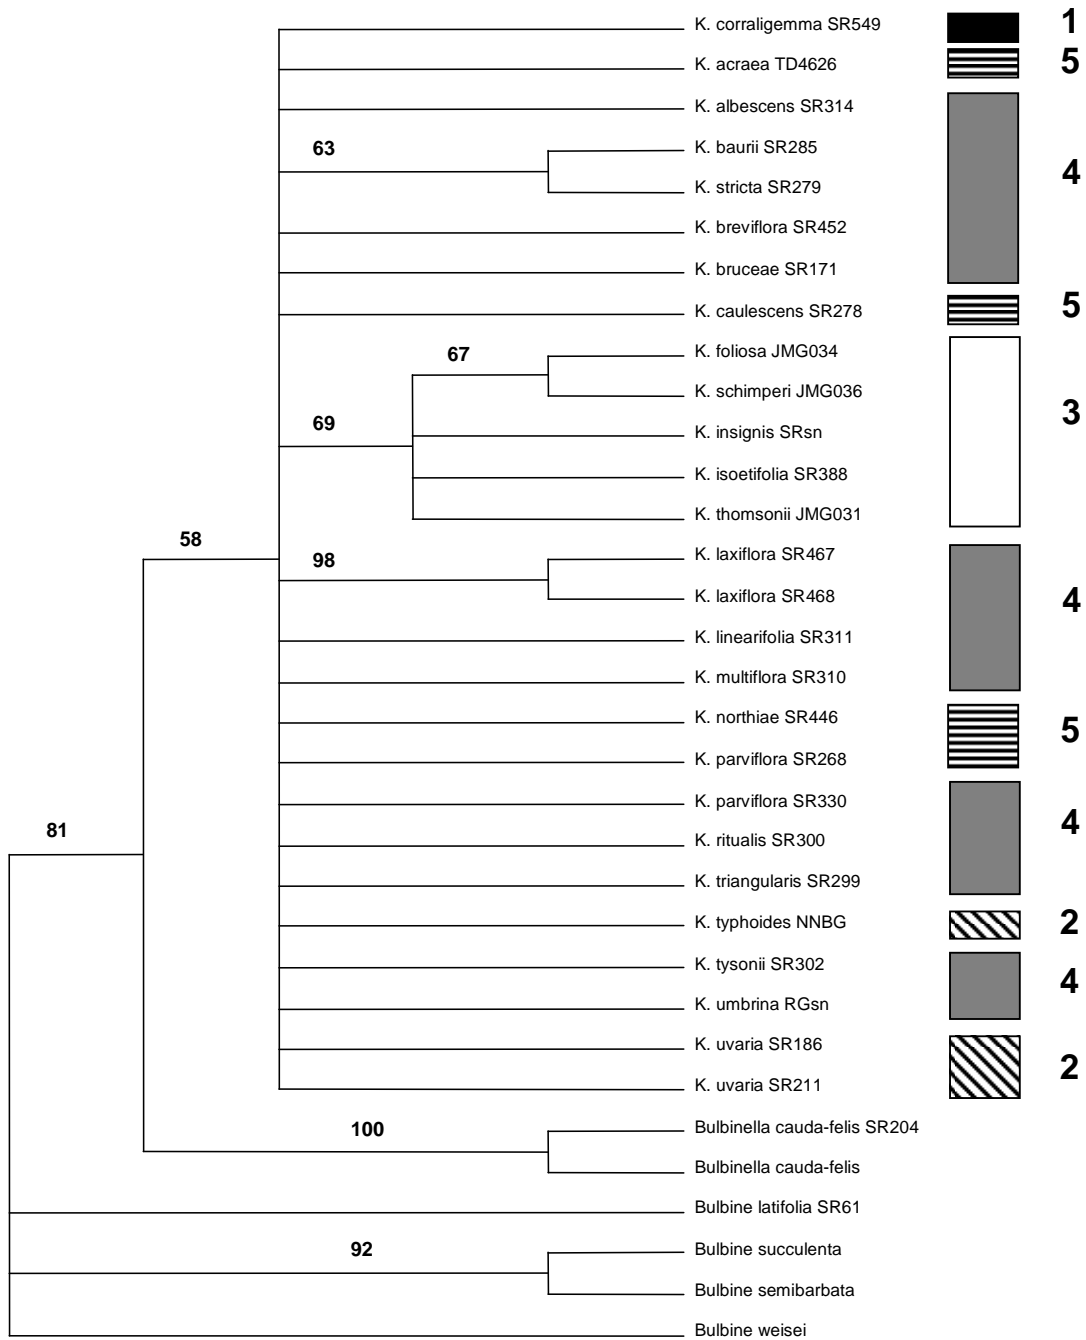 K. corraligemma SR549
1
K. acraea TD4626
5
K. albescens SR314
63
K. baurii SR285
4
K. stricta SR279
K. breviflora SR452
K. bruceae SR171
K. caulescens SR278
5
K. foliosa JMG034
67
K. schimperi JMG036
3
69
K. insignis SRsn
K. isoetifolia SR388
K. thomsonii JMG031
58
98
K. laxiflora SR467
K. laxiflora SR468
4
K. linearifolia SR311
K. multiflora SR310
K. northiae SR446
5
K. parviflora SR268
K. parviflora SR330
4
81
K. ritualis SR300
K. triangularis SR299
K. typhoides NNBG
2
K. tysonii SR302
4
K. umbrina RGsn
K. uvaria SR186
2
K. uvaria SR211
100
Bulbinella cauda-felis SR204
Bulbinella cauda-felis
Bulbine latifolia SR61
92
Bulbine succulenta
Bulbine semibarbata
Bulbine weisei